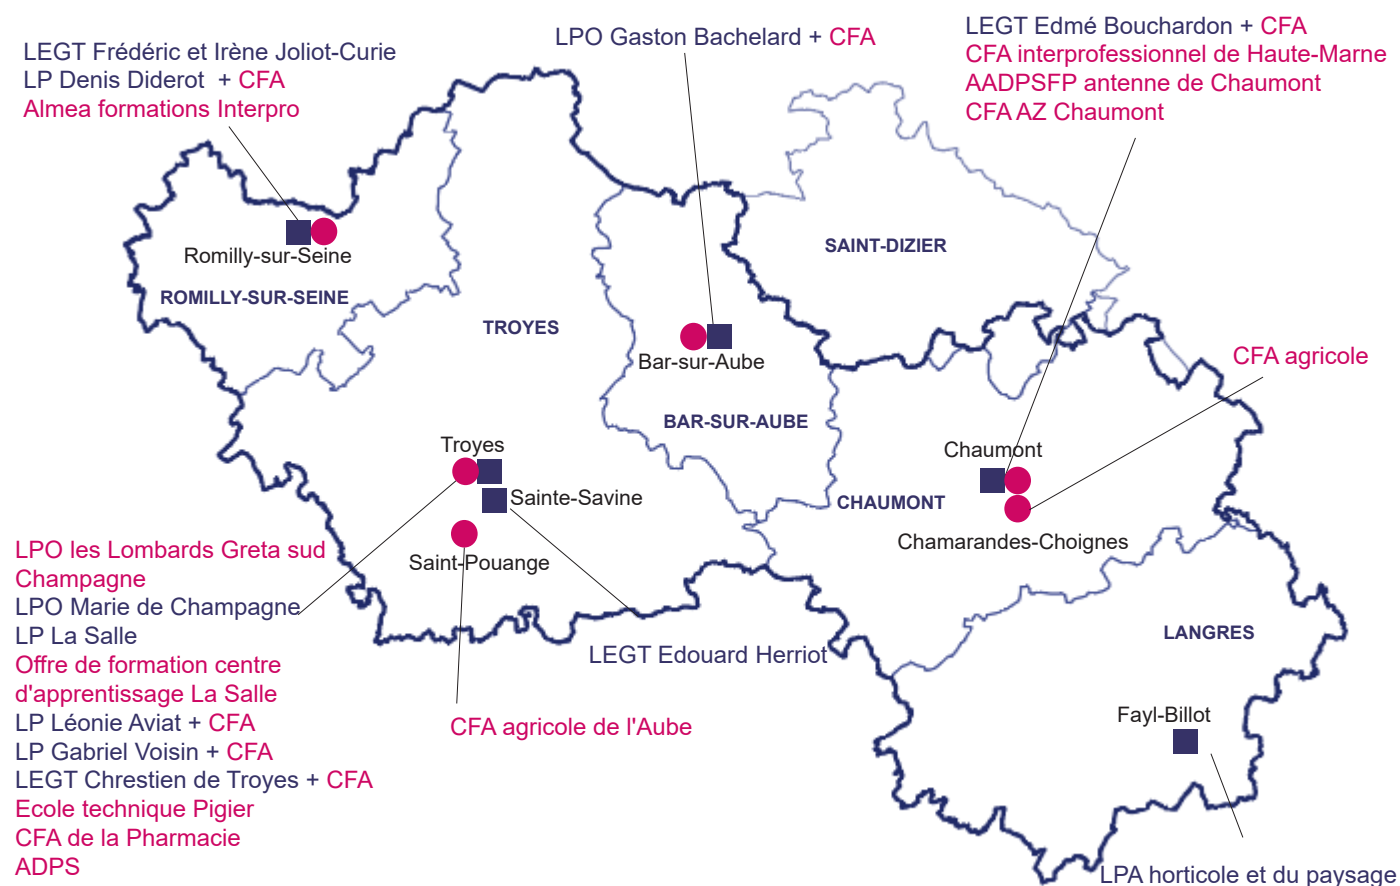 LEGT Frédéric et Irène Joliot-Curie
LP Denis Diderot + CFA
Almea formations Interpro
LPO Gaston Bachelard + CFA
LEGT Edmé Bouchardon + CFA
CFA interprofessionnel de Haute-Marne
AADPSFP antenne de Chaumont
CFA AZ Chaumont
Romilly-sur-Seine
ROMILLY-SUR-SEINE
SAINT-DIZIER
TROYES
Bar-sur-Aube
CFA agricole
BAR-SUR-AUBE
Troyes
Chaumont
Sainte-Savine
CHAUMONT
Saint-Pouange
Chamarandes-Choignes
LPO les Lombards Greta sud
Champagne
LPO Marie de Champagne
LP La Salle
Offre de formation centre
d'apprentissage La Salle
LP Léonie Aviat + CFA
LP Gabriel Voisin + CFA
LEGT Chrestien de Troyes + CFA
Ecole technique Pigier
CFA de la Pharmacie
ADPS
LEGT Edouard Herriot
CFA agricole de l'Aube
LANGRES
Fayl-Billot
LPA horticole et du paysage